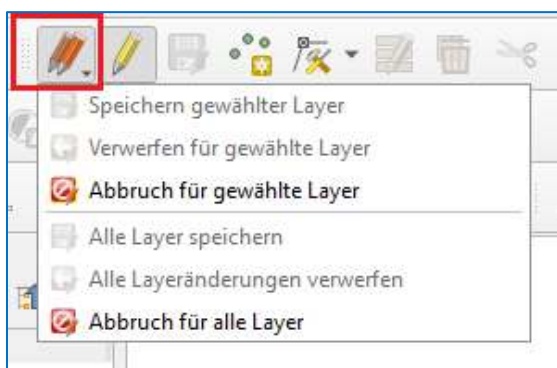 Speichern gewählter Layer
Verwerfen für gewählte Layer
Abbruch für gewählte Layer
Alle Layer speichern
Alle Layeränderungen verwerfen
Abbruch für alle Layer